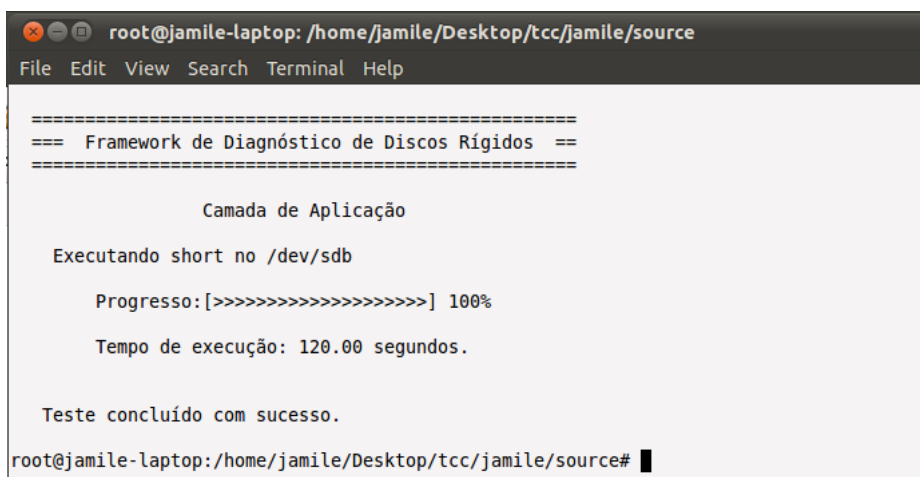 root@jamile-laptop: /home/jamile/Desktop/tcc/jamile/source
File Edit View Search Terminal Help
===================================================
=== Framework de Diagnóstico de Discos Rígidos ==
===================================================
Camada de Aplicação
Executando short no /dev/sdb
Progresso:[>>>>>>>>>>>>>>>>>>>>] 100%
Tempo de execução: 120.00 segundos.
Teste concluído com sucesso.
root@jamile-laptop:/home/jamile/Desktop/tcc/jamile/source#